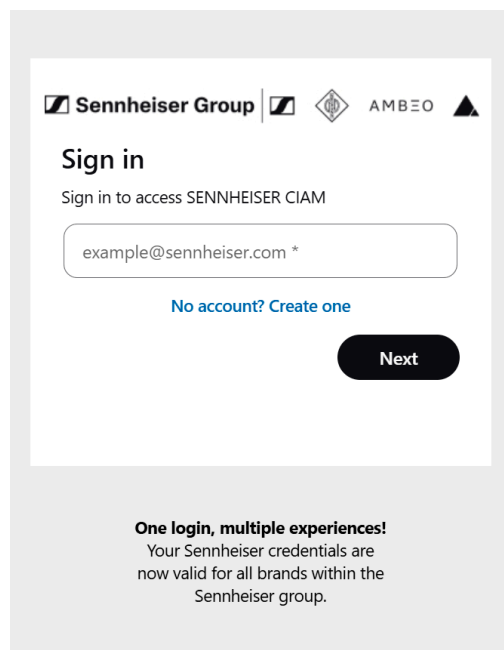 Sennheiser Group
AMBEO
Sign in
Sign in to access SENNHEISER CIAM
example@sennheiser.com *
No account? Create one
Next
One login, multiple experiences!
Your Sennheiser credentials are
now valid for all brands within the
Sennheiser group.